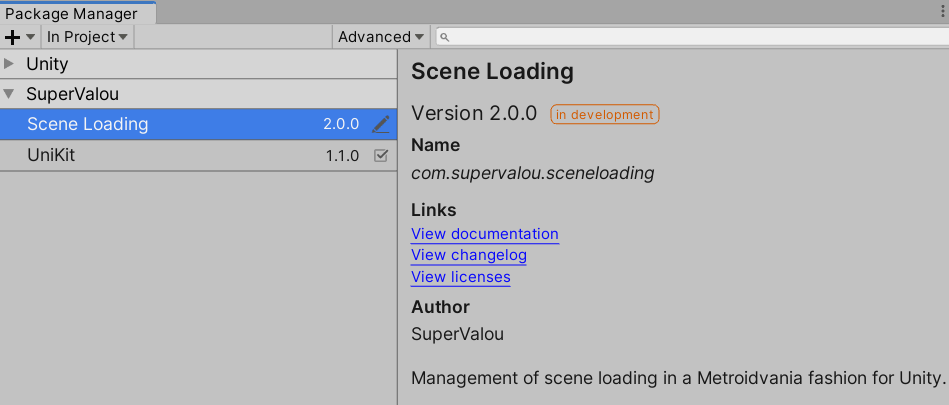 Package Manager
In Project
Advanced
Unity
SuperValou
Scene Loading 2.0.0
UniKit 1.1.0
Scene Loading
Version 2.0.0 in development
Name
com.supervalou.sceneloading
Links
View documentation
View changelog
View licenses
Author
SuperValou
Management of scene loading in a Metroidvania fashion for Unity.